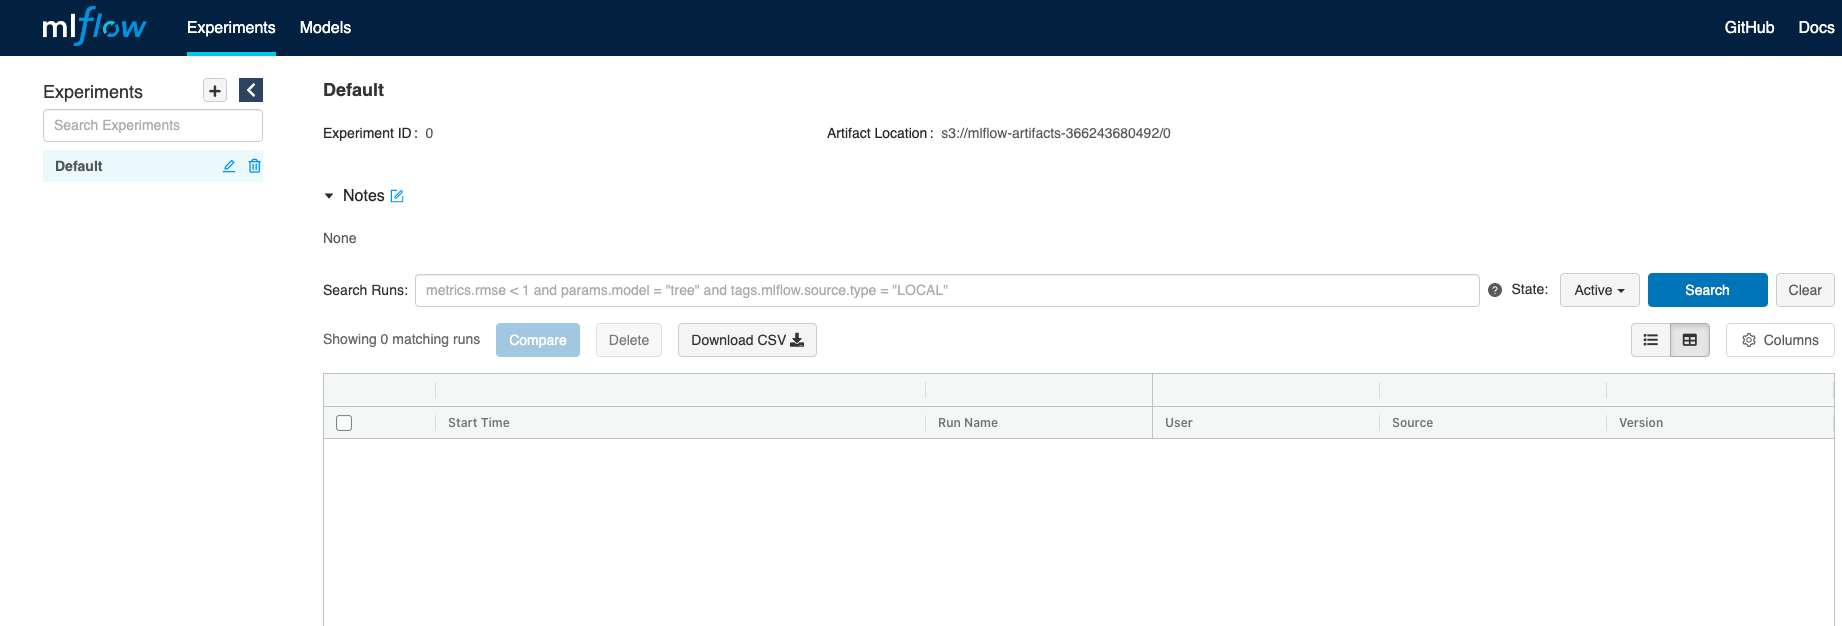 mlflow Experiments Models GitHub Docs
Experiments
Search Experiments
Default
Default
Experiment ID: 0 Artifact Location: s3://mlflow-artifacts-366243680492/0
Notes
None
Search Runs: metrics.rmse < 1 and params.model = "tree" and tags.mlflow.source.type = "LOCAL" State: Active Search Clear
Showing 0 matching runs Compare Delete Download CSV Columns
Start Time Run Name User Source Version